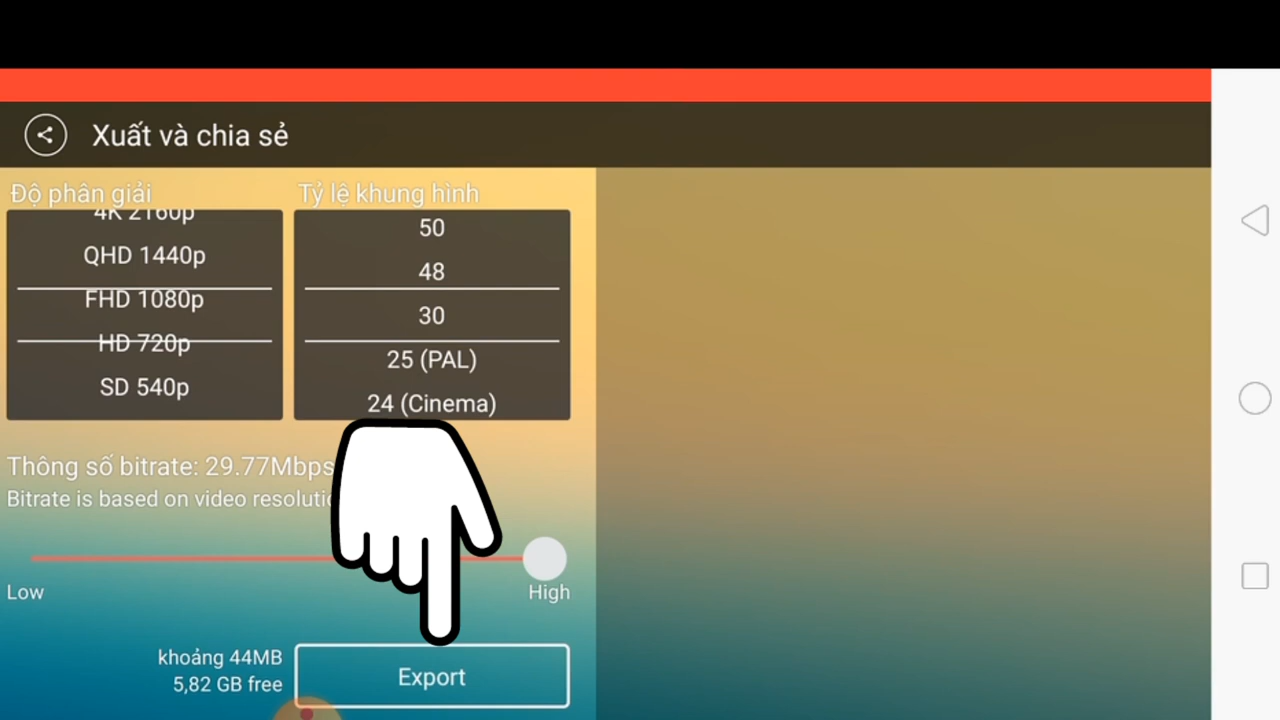 Xuất và chia sẻ
Độ phân giải
4K 2160p
QHD 1440p
FHD 1080p
HD 720p
SD 540p
Tỷ lệ khung hình
50
48
30
25 (PAL)
24 (Cinema)
Thông số bitrate: 29.77Mbps
Bitrate is based on video
Low
High
khoảng 44MB
5,82 GB free
Export